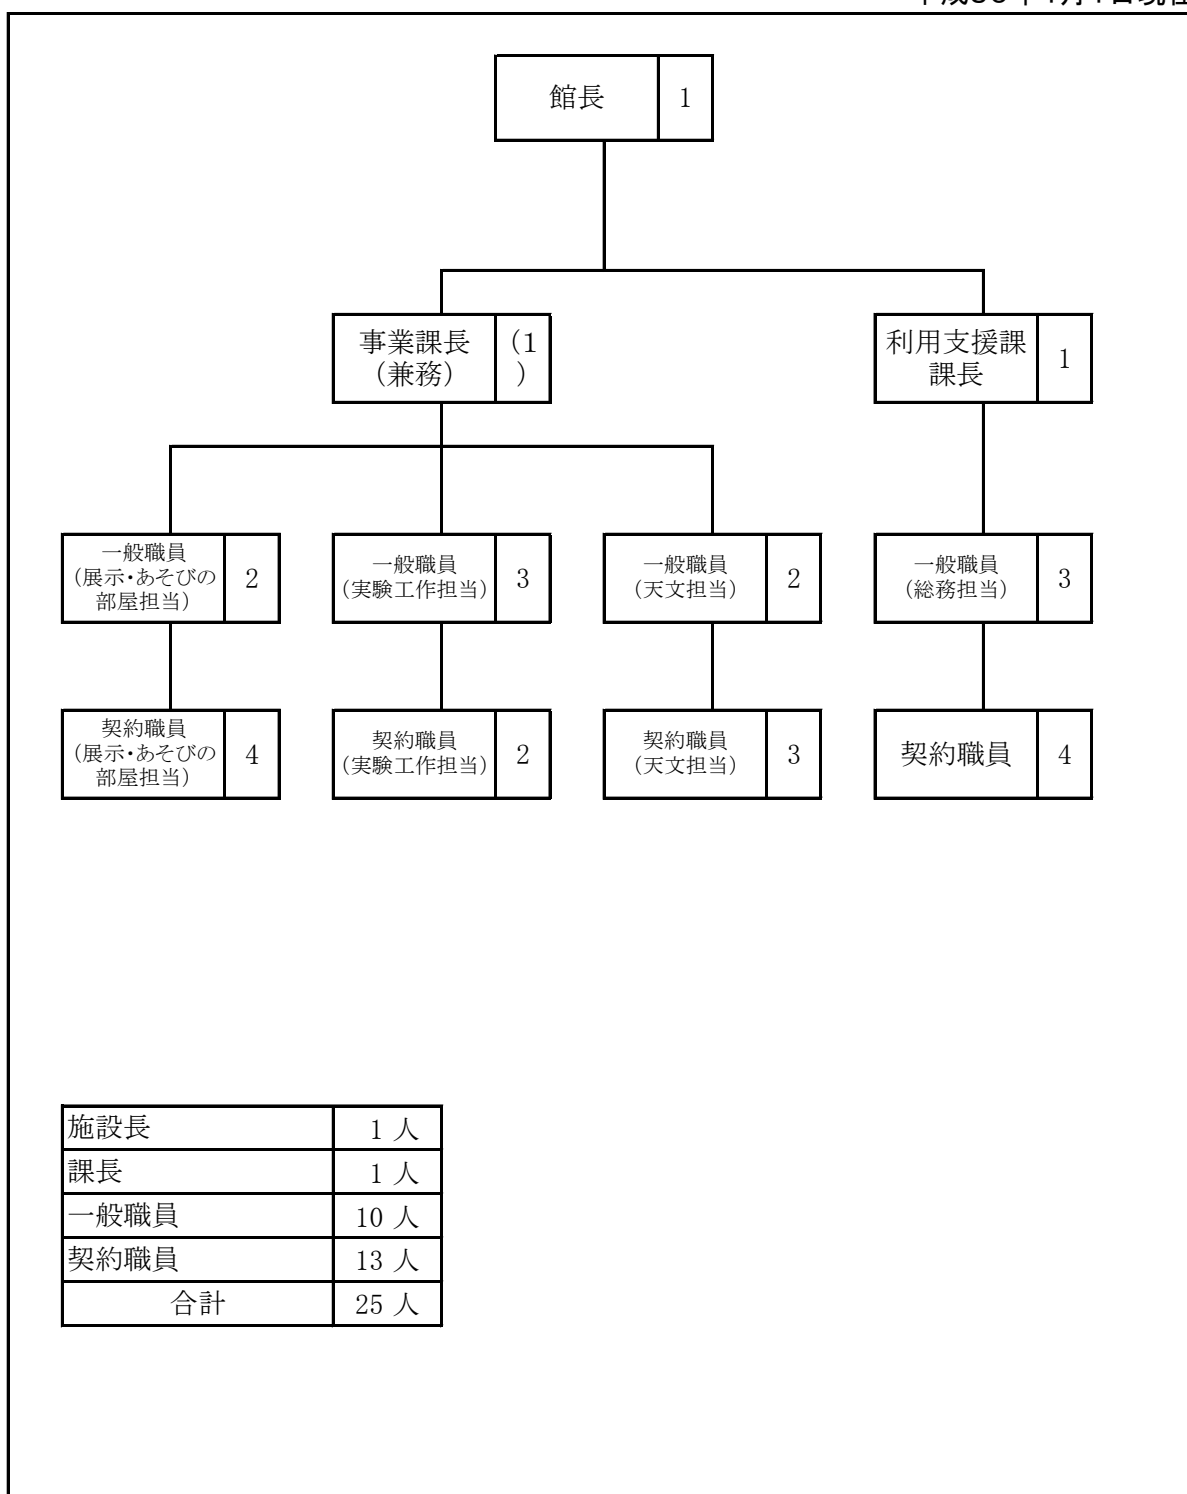 館長
1
事業課長
（兼務）
（1
）
利用支援課
課長
1
一般職員
（展示・あそびの
部屋担当）
2
一般職員
（実験工作担当）
3
一般職員
（天文担当）
2
一般職員
（総務担当）
3
契約職員
（展示・あそびの
部屋担当）
4
契約職員
（実験工作担当）
2
契約職員
（天文担当）
3
契約職員
4
施設長 1 人
課長 1 人
一般職員 10 人
契約職員 13 人
合計 25 人